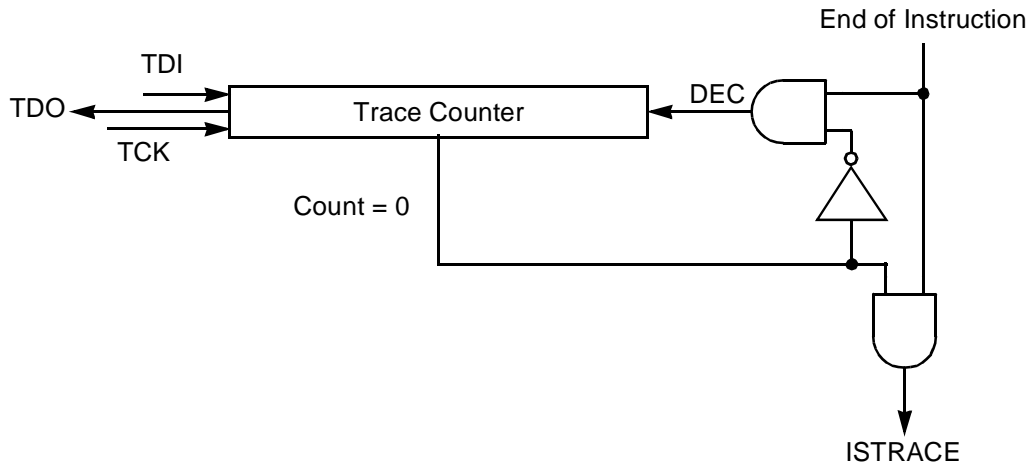 End of Instruction
TDI
TDO
Trace Counter
DEC
TCK
Count = 0
ISTRACE